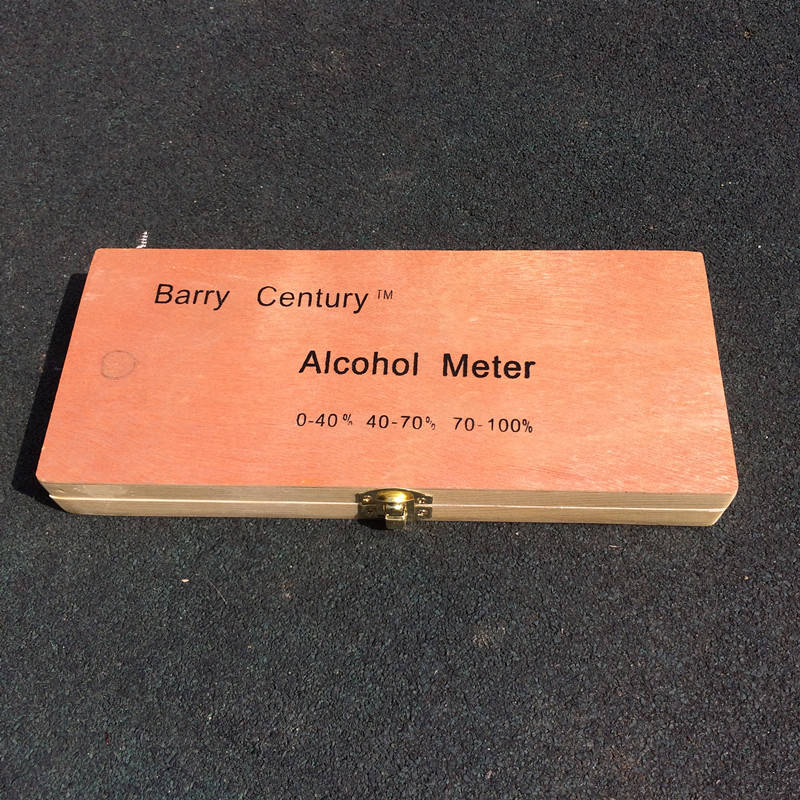 Barry Century™
Alcohol Meter
0-40% 40-70% 70-100%